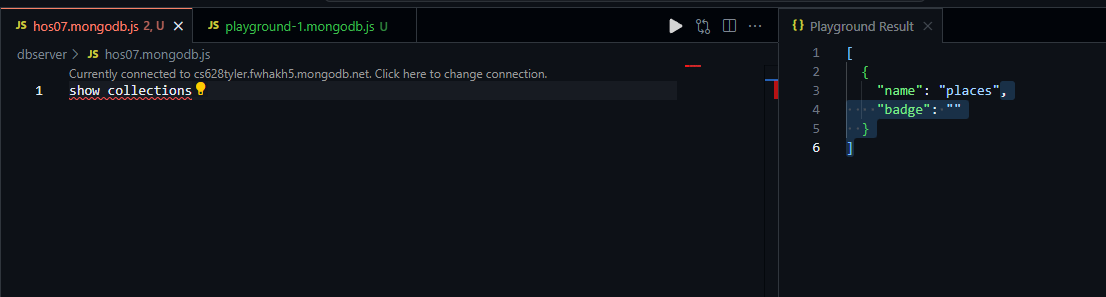 JS hos07.mongodb.js 2, U
JS playground-1.mongodb.js U
{} Playground Result
dbserver > JS hos07.mongodb.js
Currently connected to cs628tyler.fwhakh5.mongodb.net. Click here to change connection.
1 show collections
1 [
2 {
3 "name": "places",
4 "badge": ""
5 }
6 ]